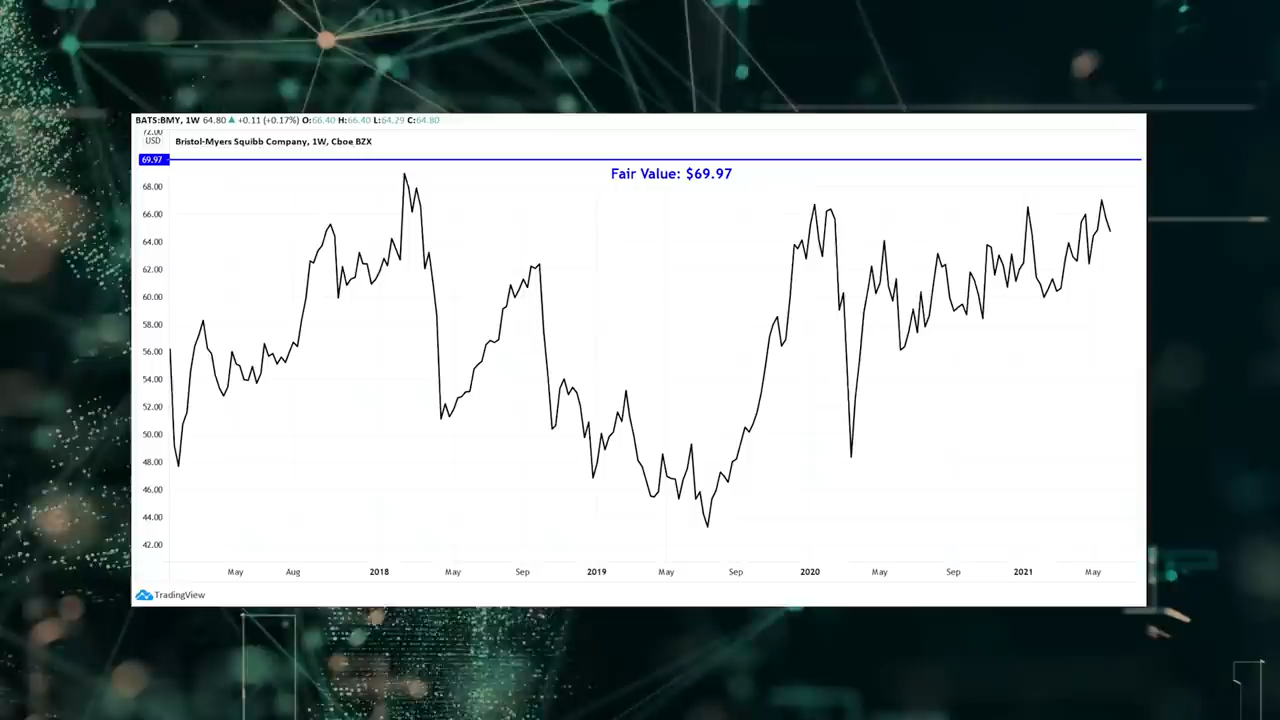 BATS:BMY, 1W 64.80 ▲ +0.11 (+0.17%) O:66.40 H:66.40 L:64.29 C:64.80
72.00
USD
Bristol-Myers Squibb Company, 1W, Cboe BZX
69.97
Fair Value: $69.97
68.00
66.00
64.00
62.00
60.00
58.00
56.00
54.00
52.00
50.00
48.00
46.00
44.00
42.00
May Aug 2018 May Sep 2019 May Sep 2020 May Sep 2021 May
TradingView